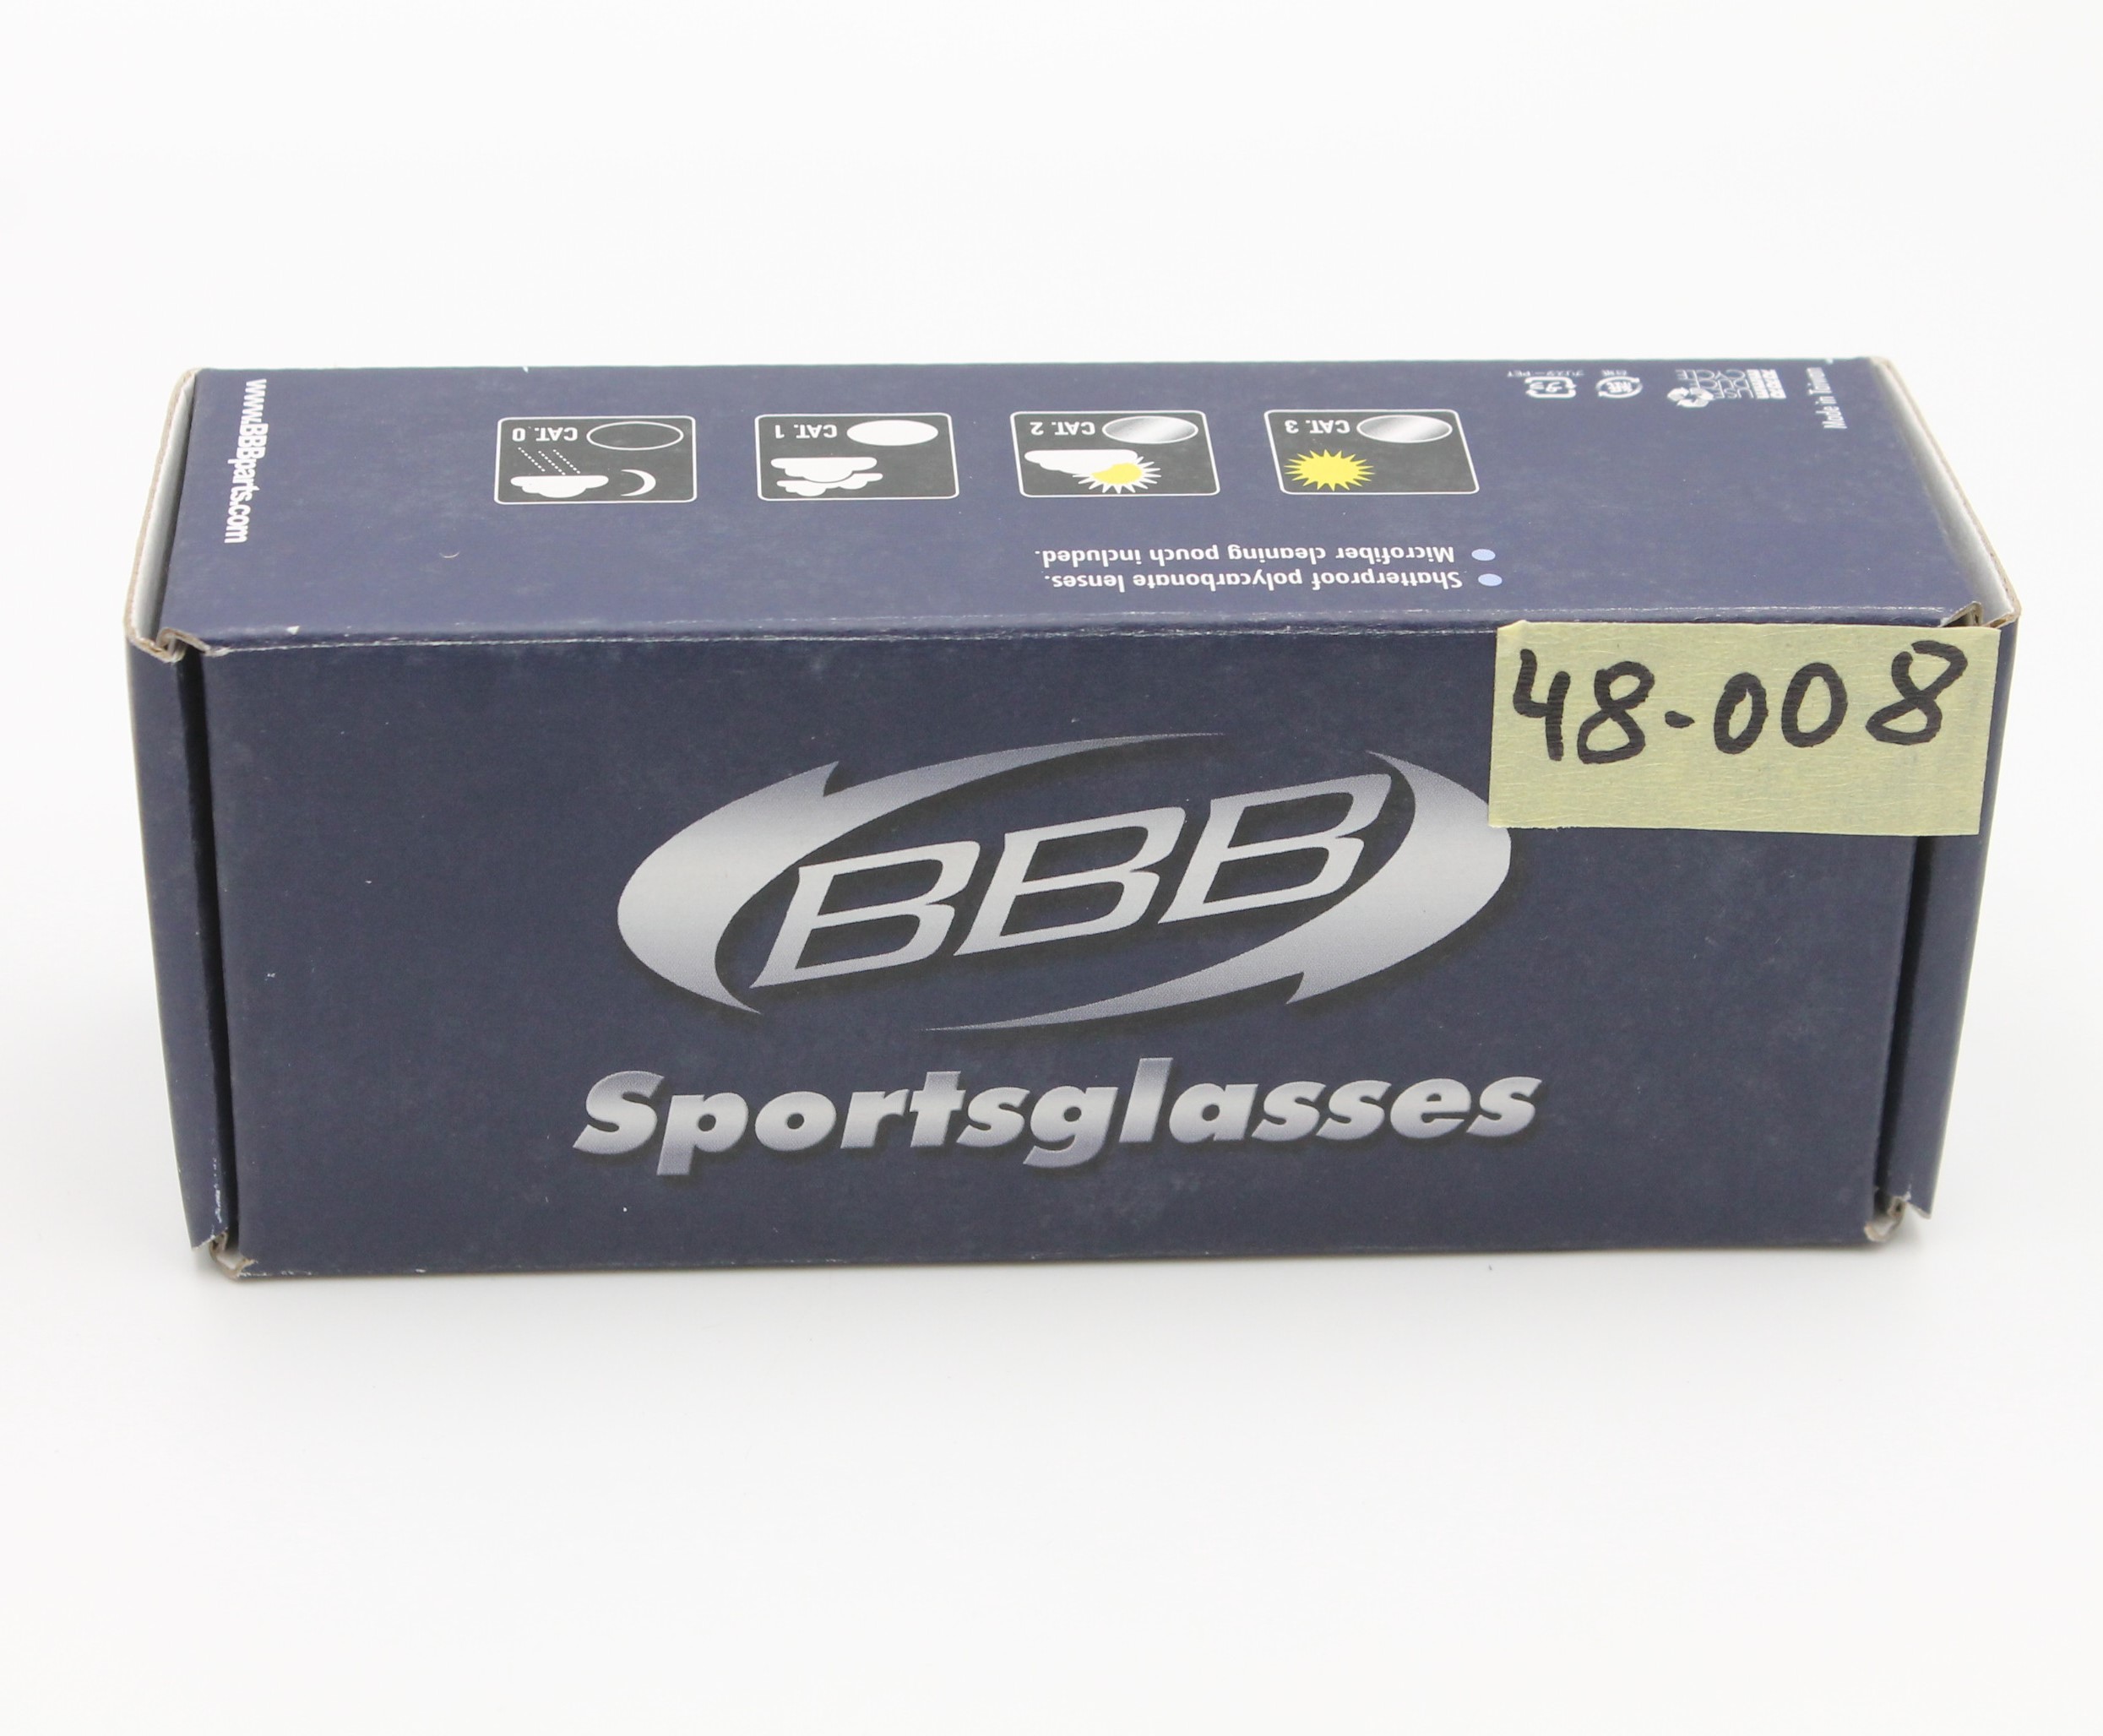 www.BBBparts.com
CAT. 0
CAT. 1
CAT. 2
CAT. 3
Made in Taiwan
Shatterproof polycarbonate lenses.
Microfiber cleaning pouch included.
48-008
BBB
Sportsglasses